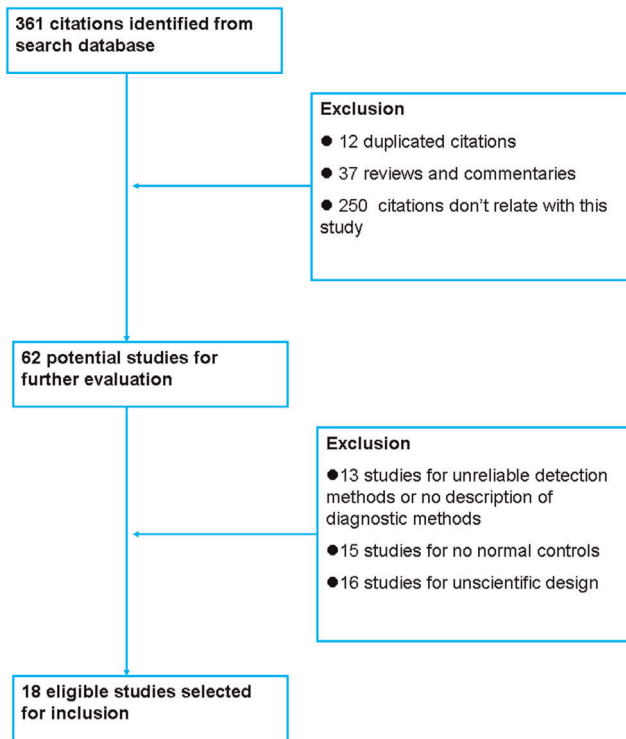 361 citations identified from
search database
Exclusion
● 12 duplicated citations
● 37 reviews and commentaries
● 250 citations don't relate with this
study
62 potential studies for
further evaluation
Exclusion
●13 studies for unreliable detection
methods or no description of
diagnostic methods
●15 studies for no normal controls
●16 studies for unscientific design
18 eligible studies selected
for inclusion